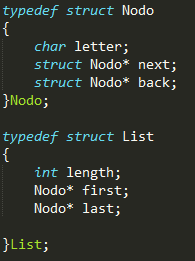 typedef struct Nodo
{
    char letter;
    struct Nodo* next;
    struct Nodo* back;
}Nodo;

typedef struct List
{
    int length;
    Nodo* first;
    Nodo* last;

}List;